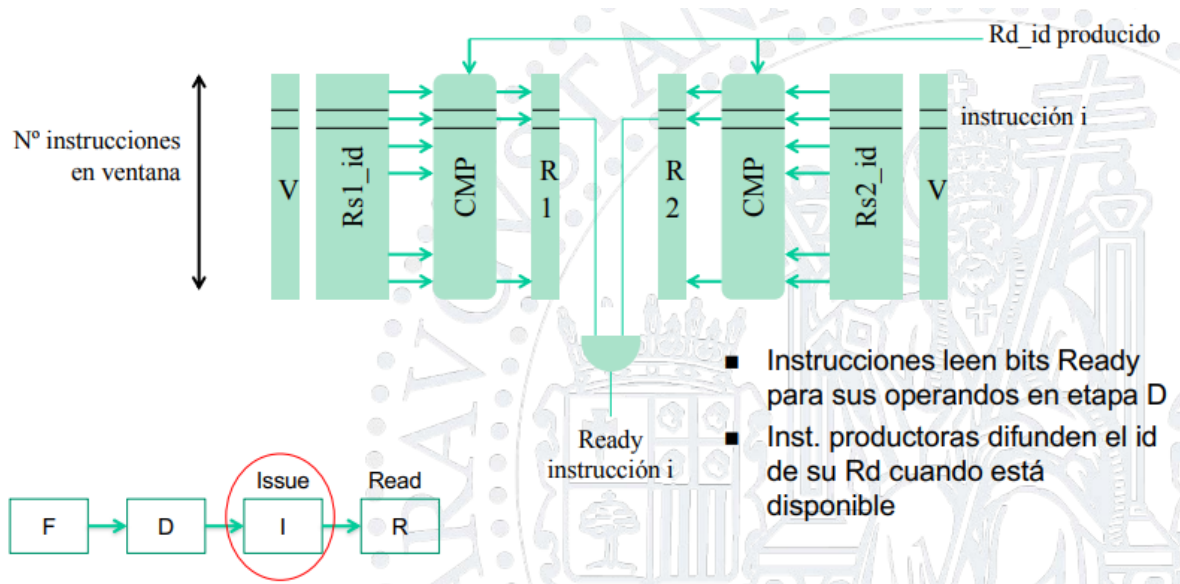 Rd_id producido
Nº instrucciones
en ventana
V
Rs1_id
CMP
R
1
R
2
CMP
Rs2_id
V
instrucción i
Ready
instrucción i
■ Instrucciones leen bits Ready
para sus operandos en etapa D
■ Inst. productoras difunden el id
de su Rd cuando está
disponible
Issue
Read
F
D
I
R